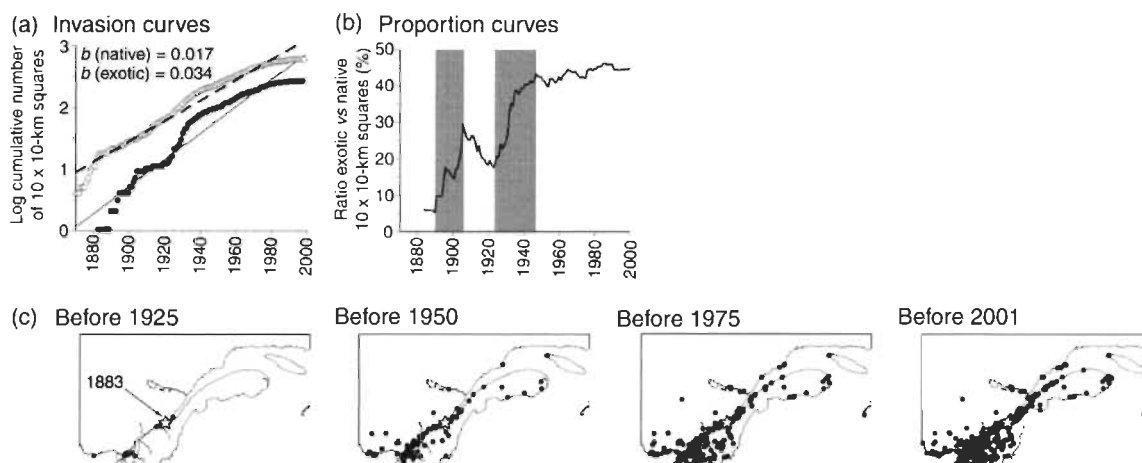 (a) Invasion curves
b (native) = 0.017
b (exotic) = 0.034
Log cumulative number
of 10 x 10-km squares
3
2
1
0
1880
1900
1920
1940
1960
1980
2000
(b) Proportion curves
Ratio exotic vs native
10 x 10-km squares (%)
50
40
30
20
10
0
1880
1900
1920
1940
1960
1980
2000
(c) Before 1925
1883
Before 1950
Before 1975
Before 2001